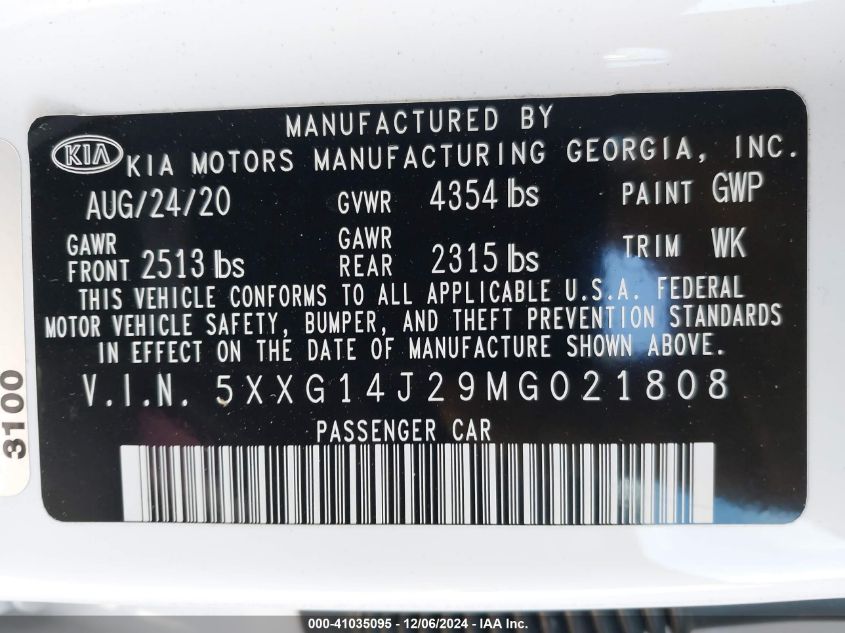 MANUFACTURED BY
KIA KIA MOTORS MANUFACTURING GEORGIA, INC.
AUG/24/20 GVWR 4354 lbs PAINT GWP
GAWR FRONT 2513 lbs GAWR REAR 2315 lbs TRIM WK
THIS VEHICLE CONFORMS TO ALL APPLICABLE U.S.A. FEDERAL
MOTOR VEHICLE SAFETY, BUMPER, AND THEFT PREVENTION STANDARDS
IN EFFECT ON THE DATE OF MANUFACTURE SHOWN ABOVE.
V.I.N. 5XXG14J29MG021808
PASSENGER CAR
3100
000-41035095 - 12/06/2024 - IAA Inc.